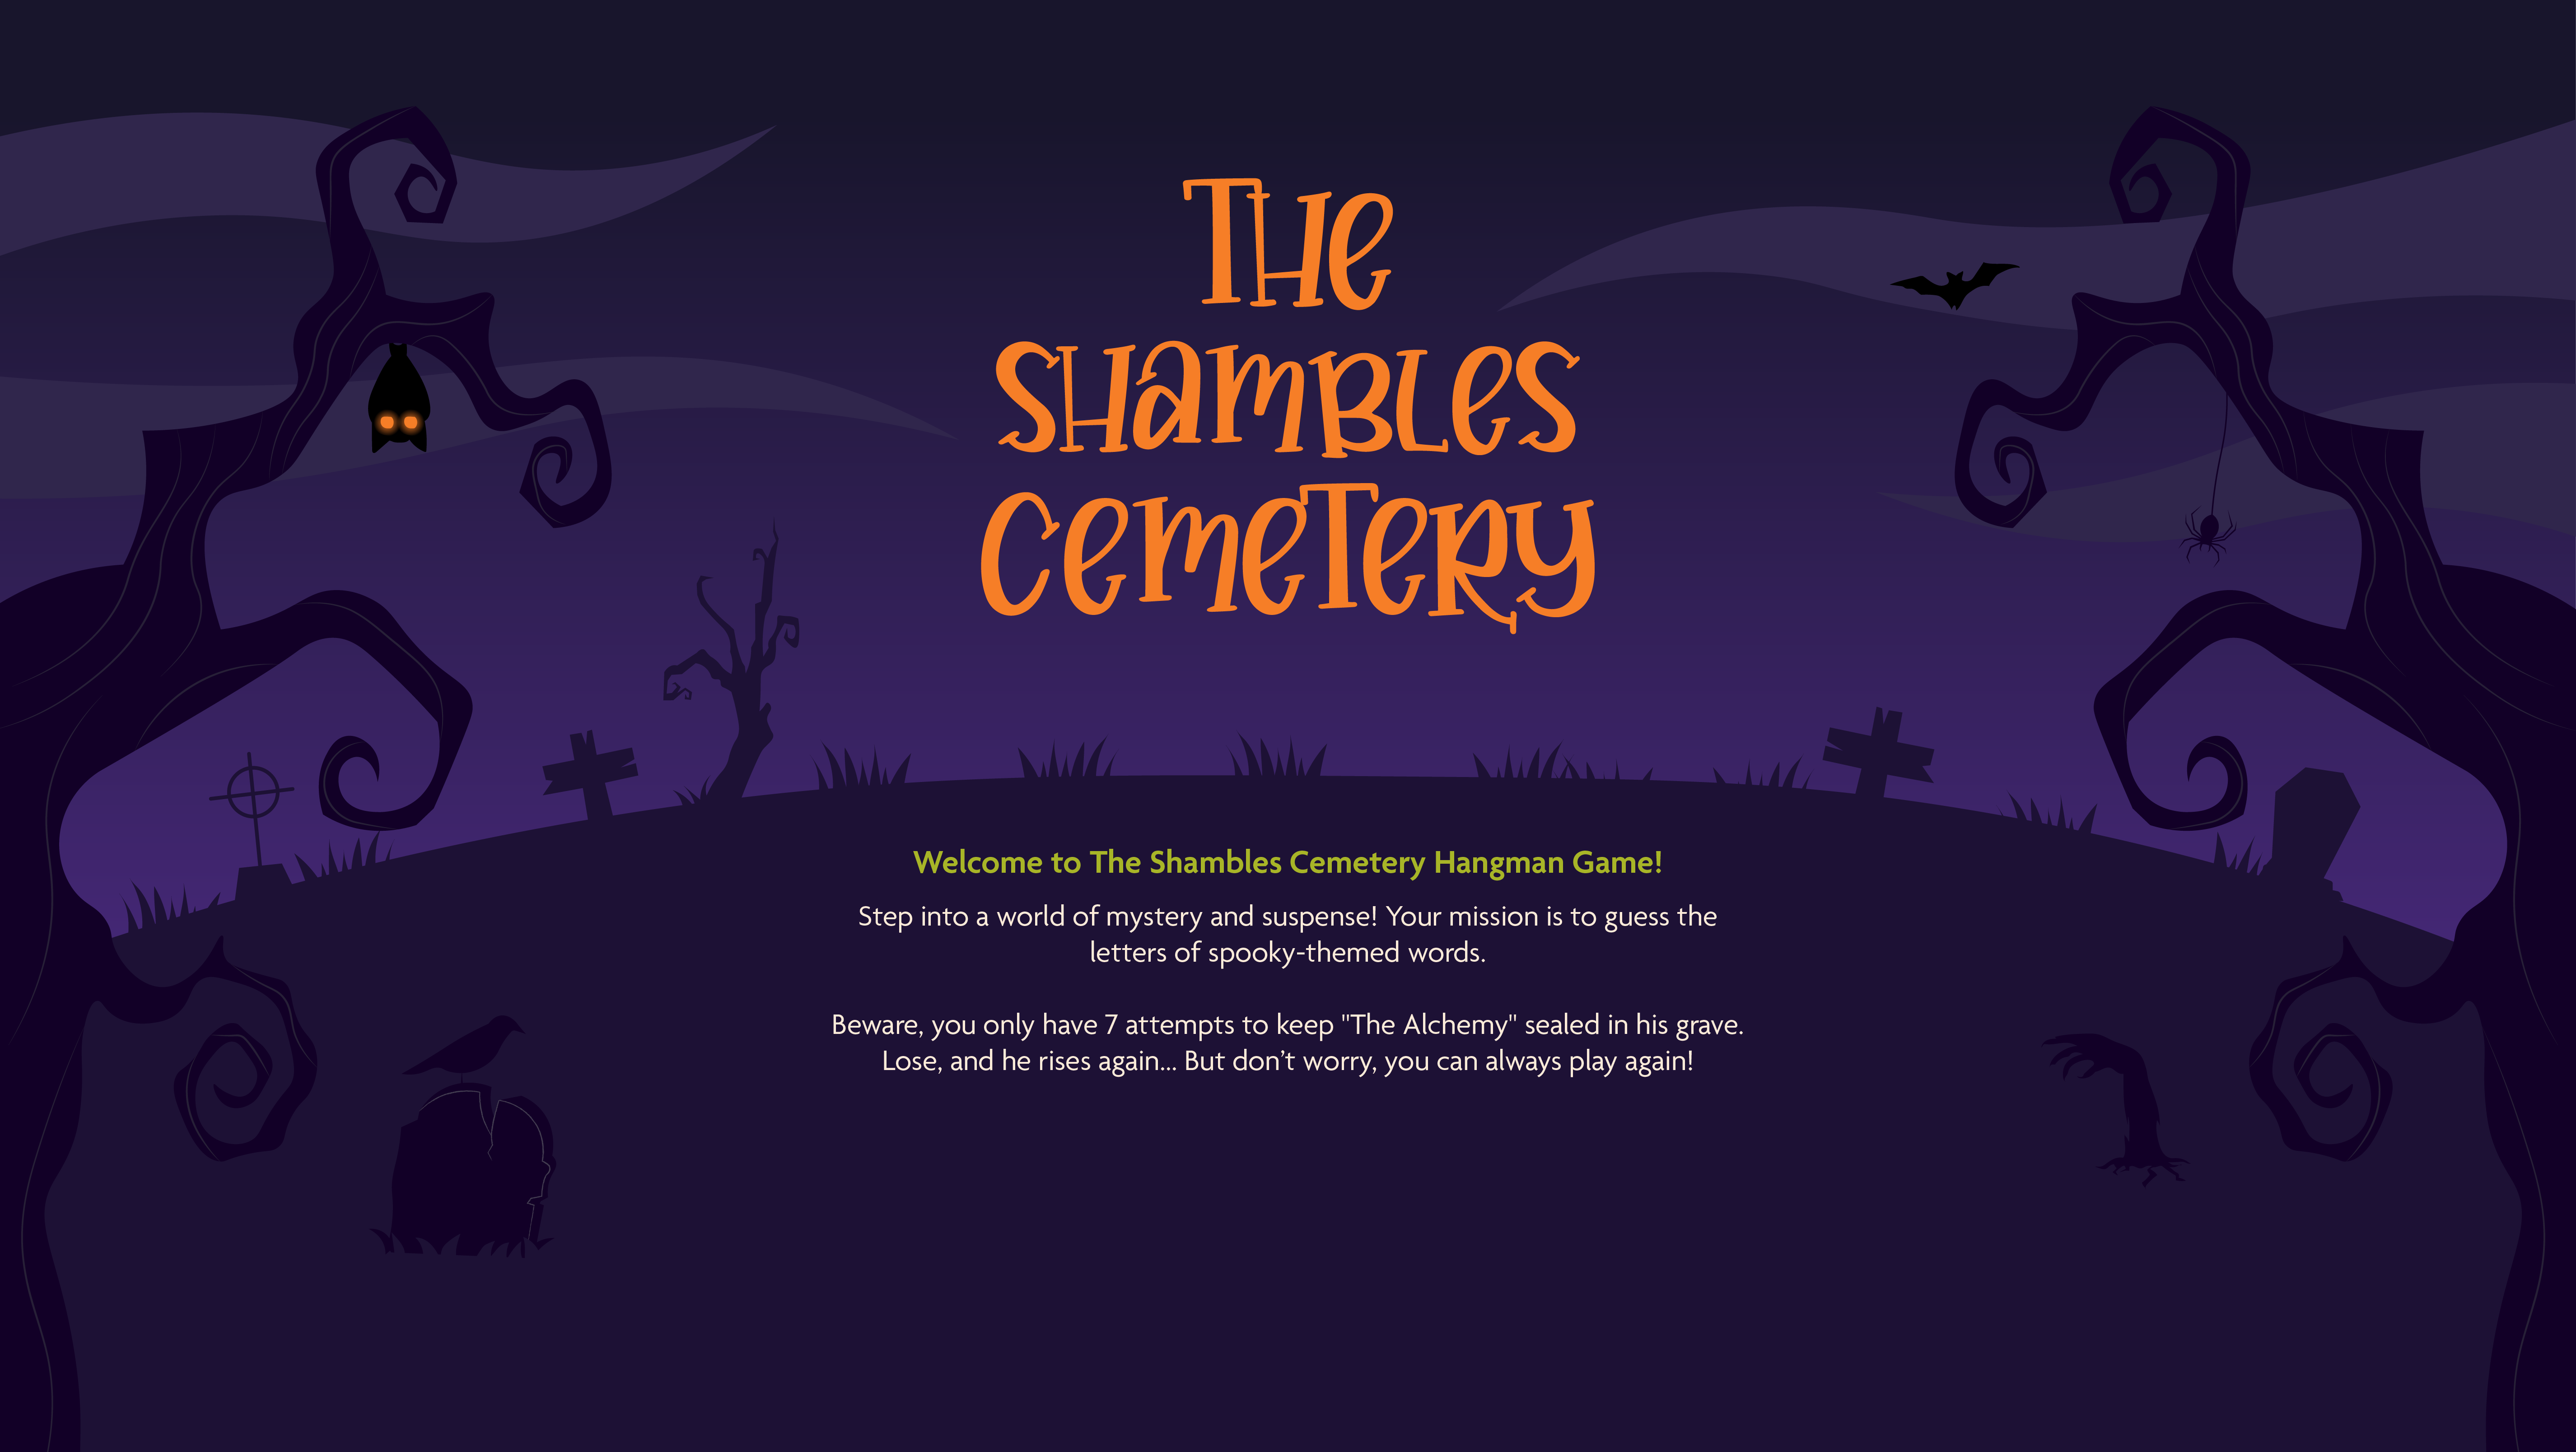 THe
SHamBLes
CemeTeRy
Welcome to The Shambles Cemetery Hangman Game!
Step into a world of mystery and suspense! Your mission is to guess the
letters of spooky-themed words.
Beware, you only have 7 attempts to keep "The Alchemy" sealed in his grave.
Lose, and he rises again... But don’t worry, you can always play again!